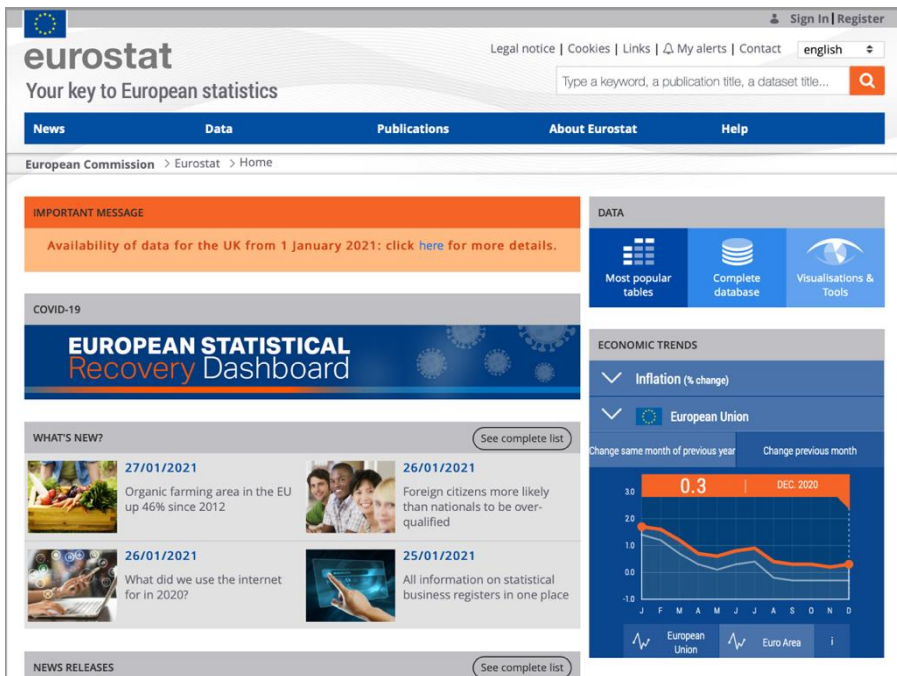 Sign In | Register
eurostat
Your key to European statistics
Legal notice | Cookies | Links | My alerts | Contact
english
Type a keyword, a publication title, a dataset title...
News Data Publications About Eurostat Help
European Commission > Eurostat > Home
IMPORTANT MESSAGE
Availability of data for the UK from 1 January 2021: click here for more details.
COVID-19
EUROPEAN STATISTICAL
Recovery Dashboard
WHAT'S NEW?
See complete list
27/01/2021
Organic farming area in the EU
up 46% since 2012
26/01/2021
Foreign citizens more likely
than nationals to be over-
qualified
26/01/2021
What did we use the internet
for in 2020?
25/01/2021
All information on statistical
business registers in one place
NEWS RELEASES
See complete list
DATA
Most popular
tables
Complete
database
Visualisations &
Tools
ECONOMIC TRENDS
Inflation (% change)
European Union
Change same month of previous year
Change previous month
0.3 | DEC. 2020
3.0
2.0
1.0
0.0
-1.0
J F M A M J J A S O N D
European
Union
Euro Area
i